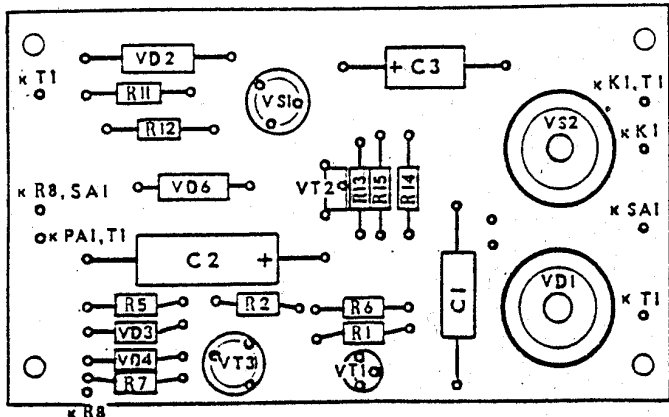 VD2
+ C3
к T1
R11
VS1
к K1, T1
R12
VS2
к K1
VT2
R13
R15
R14
к R8, SA1
VD6
к SA1
к PA1, T1
C2 +
C1
VD1
R5
R2
R6
к T1
VD3
R1
VD4
VT3
VT1
R7
к R8